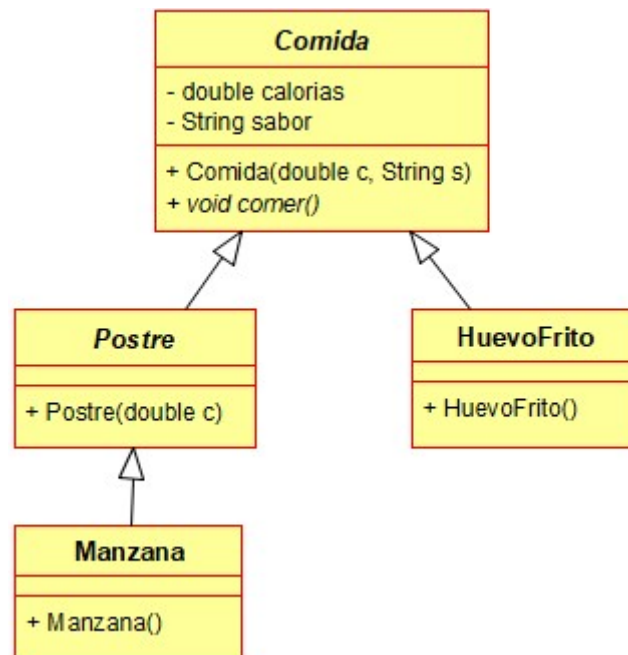 Comida
- double calorias
- String sabor
+ Comida(double c, String s)
+ void comer()
Postre
+ Postre(double c)
HuevoFrito
+ HuevoFrito()
Manzana
+ Manzana()